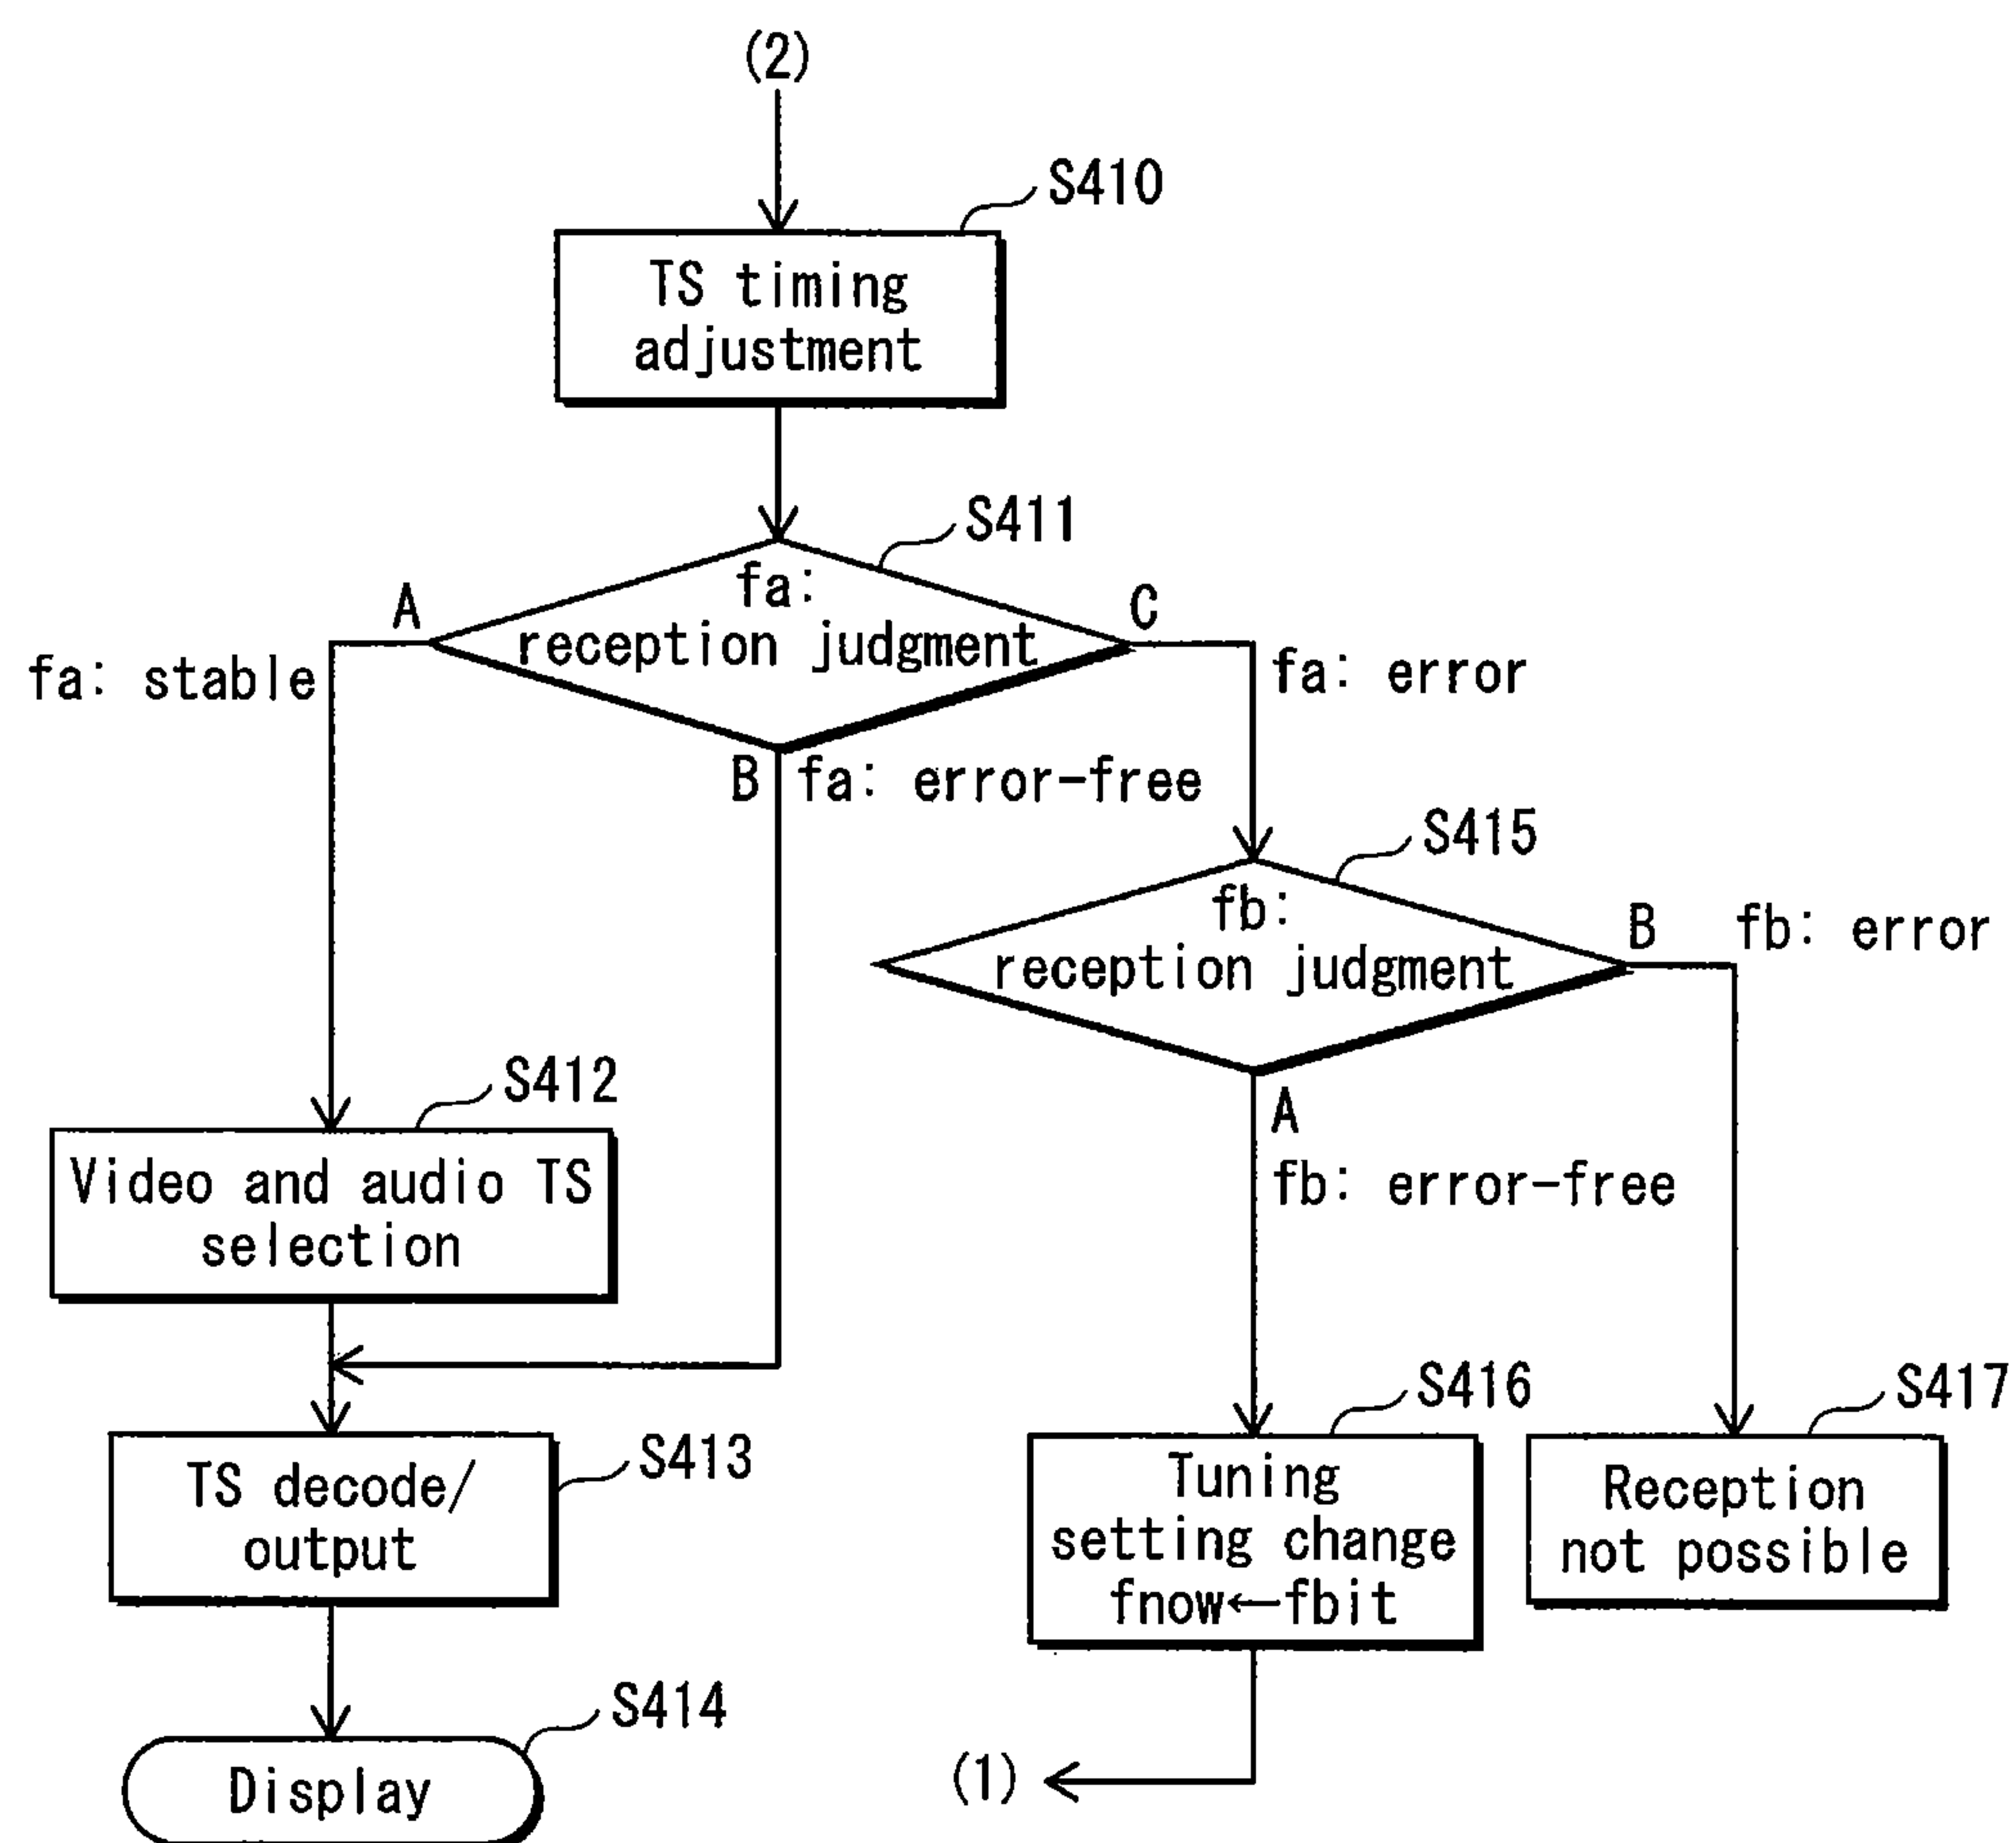 (2)
S410
TS timing
adjustment
S411
fa:
reception judgment
A
fa: stable
C
fa: error
B fa: error-free
S415
fb:
reception judgment
B fb: error
A
fb: error-free
S412
Video and audio TS
selection
S413
TS decode/
output
S416
Tuning
setting change
fnow←fbit
S417
Reception
not possible
S414
Display
(1)